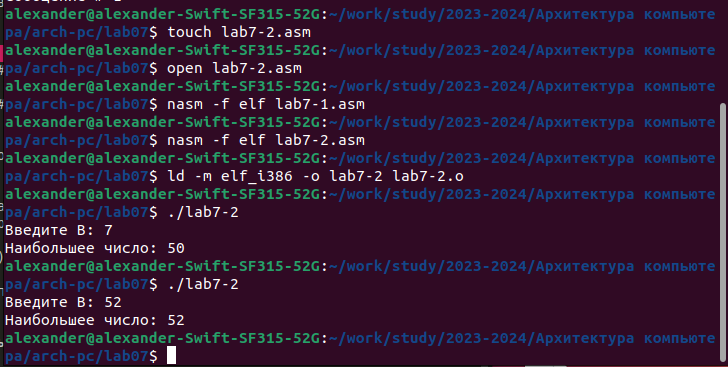 alexander@alexander-Swift-SF315-52G:~/work/study/2023-2024/Архитектура компьюте
ра/arch-pc/lab07$ touch lab7-2.asm
alexander@alexander-Swift-SF315-52G:~/work/study/2023-2024/Архитектура компьюте
ра/arch-pc/lab07$ open lab7-2.asm
alexander@alexander-Swift-SF315-52G:~/work/study/2023-2024/Архитектура компьюте
ра/arch-pc/lab07$ nasm -f elf lab7-1.asm
alexander@alexander-Swift-SF315-52G:~/work/study/2023-2024/Архитектура компьюте
ра/arch-pc/lab07$ nasm -f elf lab7-2.asm
alexander@alexander-Swift-SF315-52G:~/work/study/2023-2024/Архитектура компьюте
ра/arch-pc/lab07$ ld -m elf_i386 -o lab7-2 lab7-2.o
alexander@alexander-Swift-SF315-52G:~/work/study/2023-2024/Архитектура компьюте
ра/arch-pc/lab07$ ./lab7-2
Введите В: 7
Наибольшее число: 50
alexander@alexander-Swift-SF315-52G:~/work/study/2023-2024/Архитектура компьюте
ра/arch-pc/lab07$ ./lab7-2
Введите В: 52
Наибольшее число: 52
alexander@alexander-Swift-SF315-52G:~/work/study/2023-2024/Архитектура компьюте
ра/arch-pc/lab07$